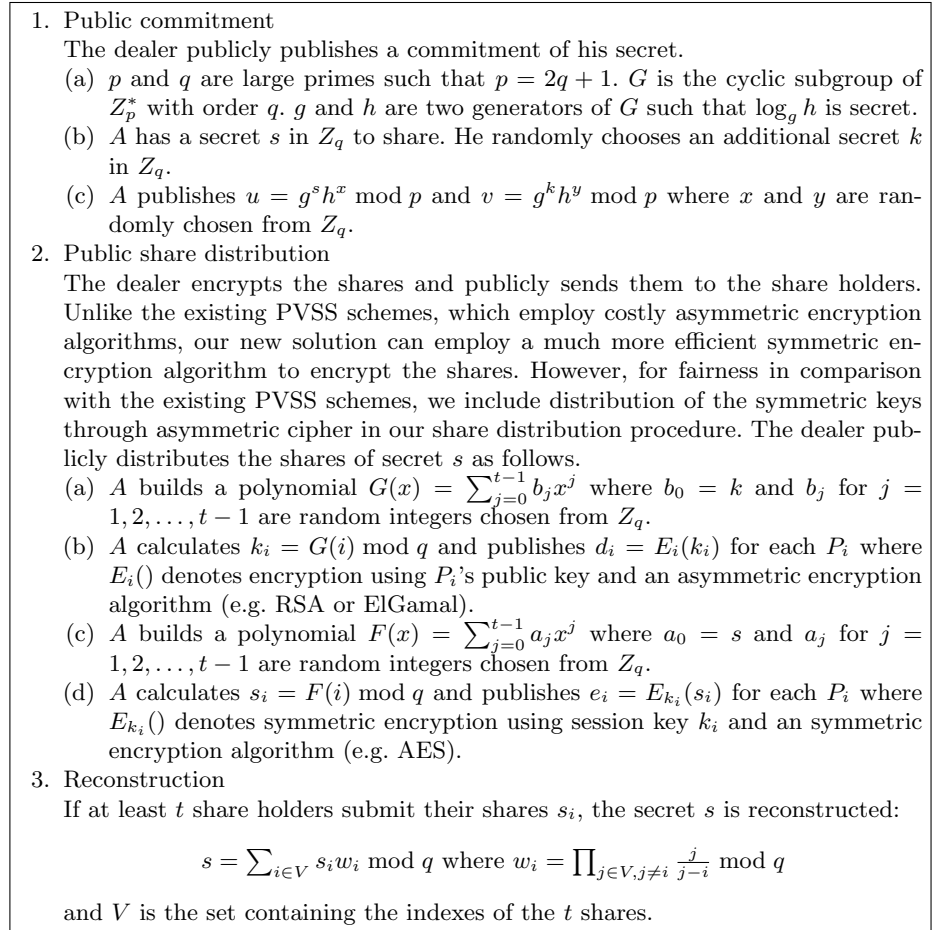 1. Public commitment
The dealer publicly publishes a commitment of his secret.
(a) p and q are large primes such that p = 2q + 1. G is the cyclic subgroup of
Z_p^* with order q. g and h are two generators of G such that log_g h is secret.
(b) A has a secret s in Z_q to share. He randomly chooses an additional secret k
in Z_q.
(c) A publishes u = g^s h^x mod p and v = g^k h^y mod p where x and y are ran-
domly chosen from Z_q.
2. Public share distribution
The dealer encrypts the shares and publicly sends them to the share holders.
Unlike the existing PVSS schemes, which employ costly asymmetric encryption
algorithms, our new solution can employ a much more efficient symmetric en-
cryption algorithm to encrypt the shares. However, for fairness in comparison
with the existing PVSS schemes, we include distribution of the symmetric keys
through asymmetric cipher in our share distribution procedure. The dealer pub-
licly distributes the shares of secret s as follows.
(a) A builds a polynomial G(x) = \sum_{j=0}^{t-1} b_j x^j where b_0 = k and b_j for j =
1, 2, . . . , t − 1 are random integers chosen from Z_q.
(b) A calculates k_i = G(i) mod q and publishes d_i = E_i(k_i) for each P_i where
E_i() denotes encryption using P_i's public key and an asymmetric encryption
algorithm (e.g. RSA or ElGamal).
(c) A builds a polynomial F(x) = \sum_{j=0}^{t-1} a_j x^j where a_0 = s and a_j for j =
1, 2, . . . , t − 1 are random integers chosen from Z_q.
(d) A calculates s_i = F(i) mod q and publishes e_i = E_{k_i}(s_i) for each P_i where
E_{k_i}() denotes symmetric encryption using session key k_i and an symmetric
encryption algorithm (e.g. AES).
3. Reconstruction
If at least t share holders submit their shares s_i, the secret s is reconstructed:
s = \sum_{i∈V} s_i w_i mod q where w_i = \prod_{j∈V, j≠i} \frac{j}{j-i} mod q
and V is the set containing the indexes of the t shares.